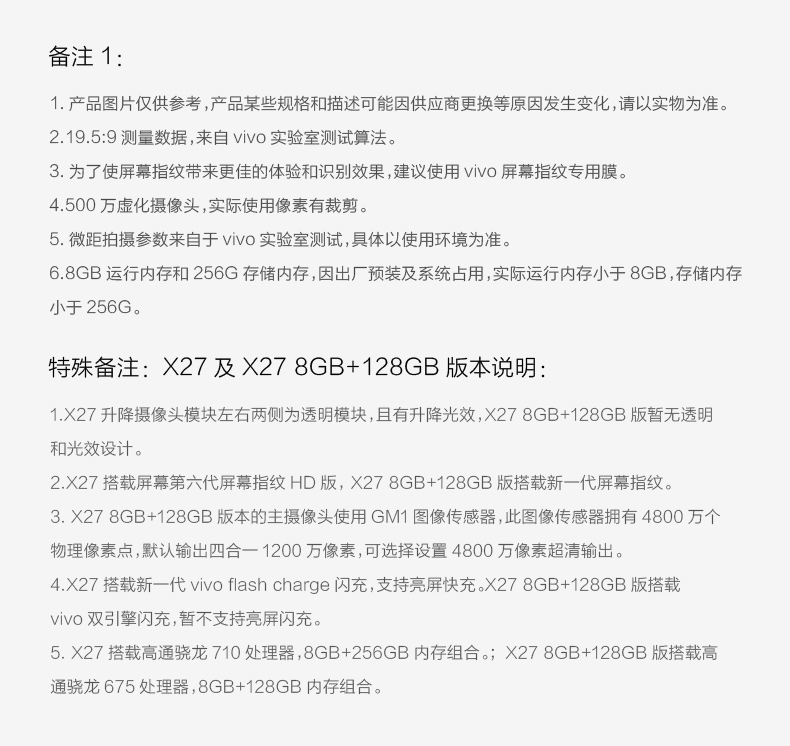 备注 1：
1. 产品图片仅供参考，产品某些规格和描述可能因供应商更换等原因发生变化，请以实物为准。
2.19.5:9 测量数据，来自 vivo 实验室测试算法。
3. 为了使屏幕指纹带来更佳的体验和识别效果，建议使用 vivo 屏幕指纹专用膜。
4.500 万虚化摄像头，实际使用像素有裁剪。
5. 微距拍摄参数来自于 vivo 实验室测试，具体以使用环境为准。
6.8GB 运行内存和 256G 存储内存，因出厂预装及系统占用，实际运行内存小于 8GB，存储内存
小于 256G。
特殊备注：X27 及 X27 8GB+128GB 版本说明：
1.X27 升降摄像头模块左右两侧为透明模块，且有升降光效，X27 8GB+128GB 版暂无透明
和光效设计。
2.X27 搭载屏幕第六代屏幕指纹 HD 版， X27 8GB+128GB 版搭载新一代屏幕指纹。
3. X27 8GB+128GB 版本的主摄像头使用 GM1 图像传感器，此图像传感器拥有 4800 万个
物理像素点，默认输出四合一 1200 万像素，可选择设置 4800 万像素超清输出。
4.X27 搭载新一代 vivo flash charge 闪充，支持亮屏快充。X27 8GB+128GB 版搭载
vivo 双引擎闪充，暂不支持亮屏闪充。
5. X27 搭载高通骁龙 710 处理器，8GB+256GB 内存组合。；X27 8GB+128GB 版搭载高
通骁龙 675 处理器，8GB+128GB 内存组合。